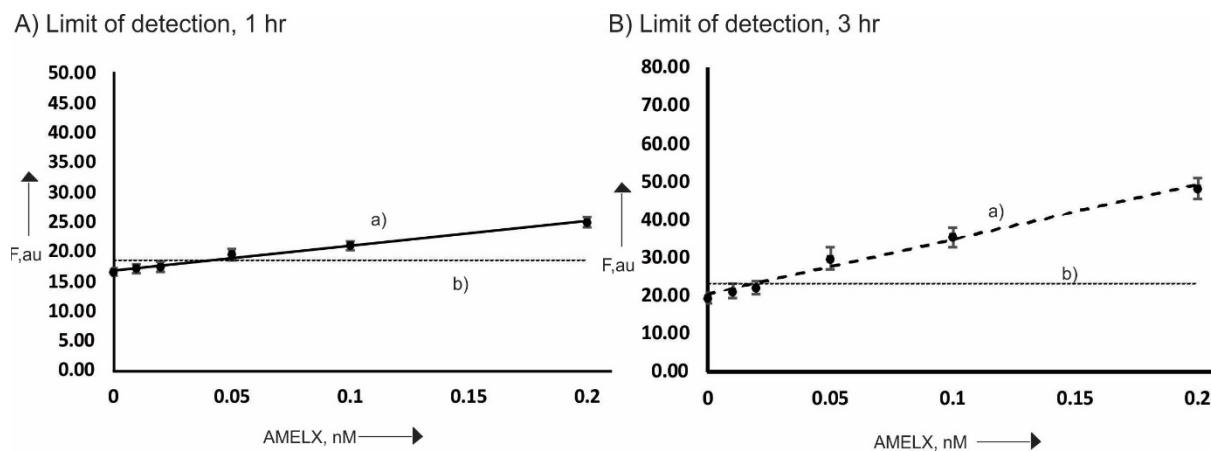 A) Limit of detection, 1 hr
50.00
45.00
40.00
35.00
30.00
25.00
20.00
15.00
10.00
5.00
0.00
F,au
a)
b)
0 0.05 0.1 0.15 0.2
AMELX, nM
B) Limit of detection, 3 hr
80.00
70.00
60.00
50.00
40.00
30.00
20.00
10.00
0.00
F,au
a)
b)
0 0.05 0.1 0.15 0.2
AMELX, nM